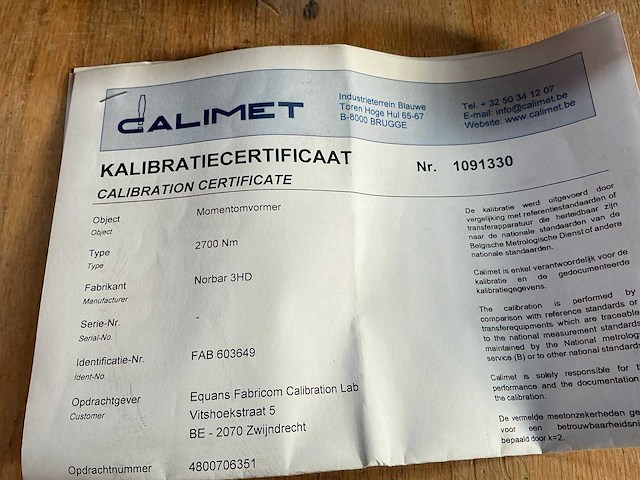 CALIMET
Industrieterrein Blauwe
Toren Hoge Hul 65-67
B-8000 BRUGGE
Tel. + 32 50 34 12 07
E-mail: info@calimet.be
Website: www.calimet.be
KALIBRATIECERTIFICAAT
Nr. 1091330
CALIBRATION CERTIFICATE
Object
Momentomvormer
Object
Type
2700 Nm
Type
Fabrikant
Norbar 3HD
Manufacturer
Serie-Nr.
-
Serial-No.
Identificatie-Nr.
FAB 603649
Ident-No.
Opdrachtgever
Equans Fabricom Calibration Lab
Customer
Vitshoekstraat 5
BE - 2070 Zwijndrecht
Opdrachtnummer
4800706351
De kalibratie werd uitgevoerd door
vergelijking met referentiestandaarden of
transferapparatuur die herleidbaar zijn
naar de nationale standaarden van de
Belgische Metrologische Dienst of andere
nationale standaarden.
Calimet is enkel verantwoordelijk voor de
kalibratie en de gedocumenteerde
kalibratiegegevens.
The calibration is performed by
comparison with reference standards or
transferequipments which are traceable
to the national measurement standards
maintained by the National metrology
service (B) or to other national standards
Calimet is solely responsible for
performance and the documentation
the calibration.
De vermelde meetonzekerheden
voor een
bepaald door k=2.